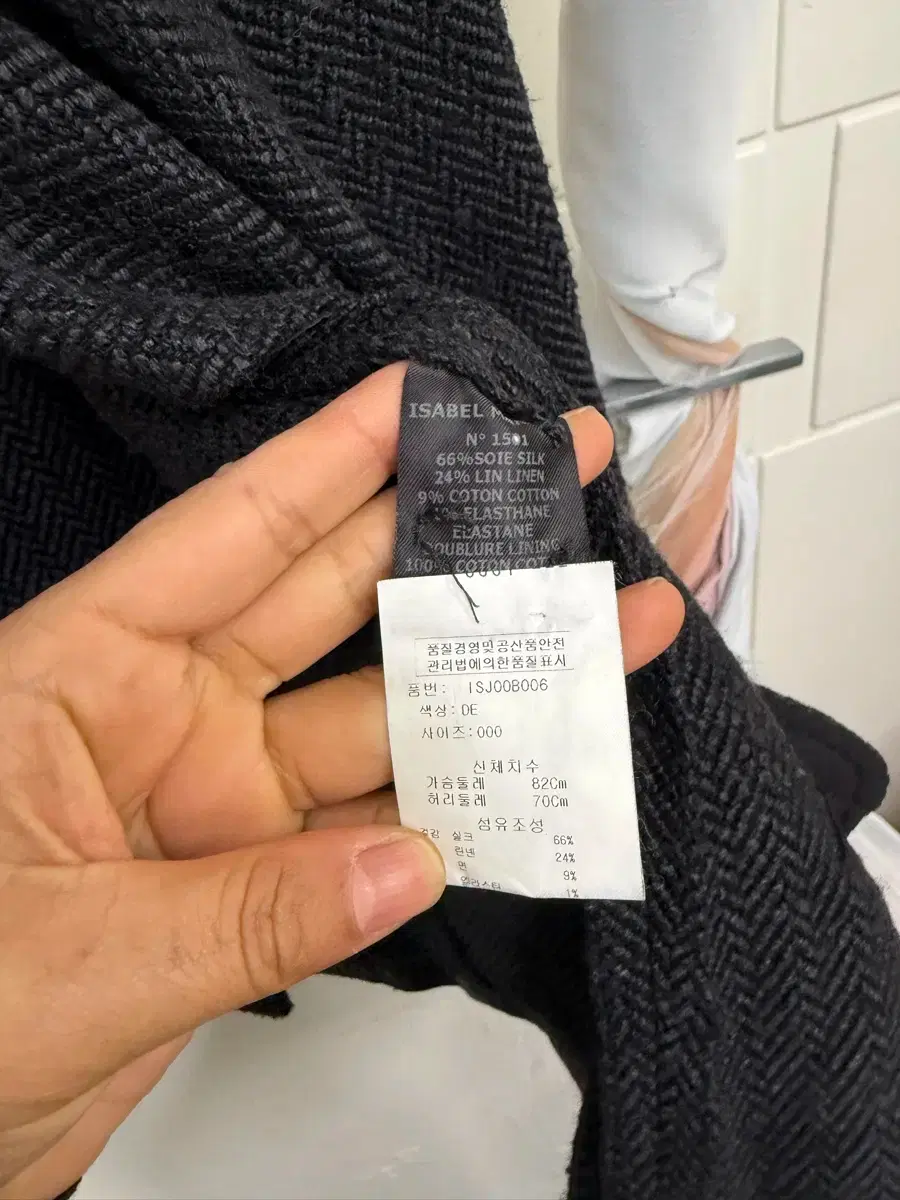 ISABEL
N° 1501
66%SOIE SILK
24% LIN LINEN
9% COTON COTTON
ELASTHANE
ELASTANE
LINING
100% COTON
품질경영및공산품안전
관리법에의한품질표시
품번: ISJ00B006
색상:DE
사이즈:000
신체치수
가슴둘레 82Cm
허리둘레 70Cm
섬유조성
겉감 실크 66%
린넨 24%
면 9%
1%